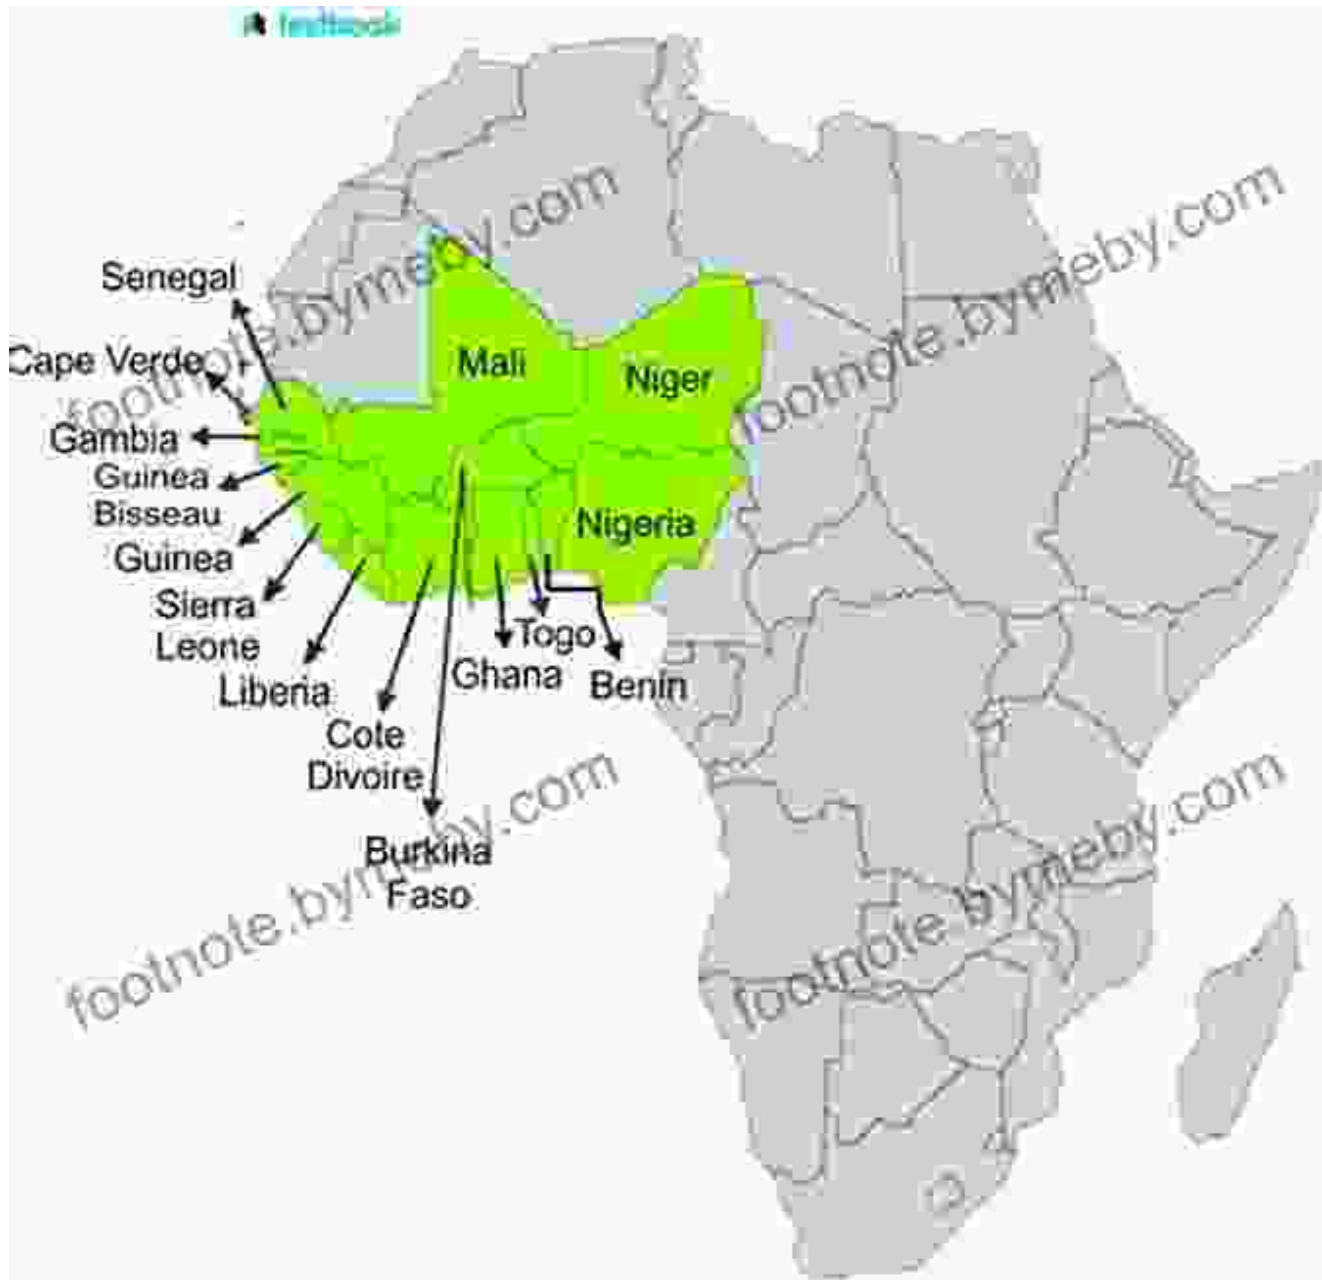 testbook
footnote.bymeby.com
footnote.bymeby.com
Senegal
Cape Verde
Mali
Niger
Gambia
Guinea
Bisseau
Nigeria
Guinea
Sierra
Leone
Togo
Ghana
Benin
Liberia
Cote
Divoire
Burkina
Faso
footnote.bymeby.com
footnote.bymeby.com